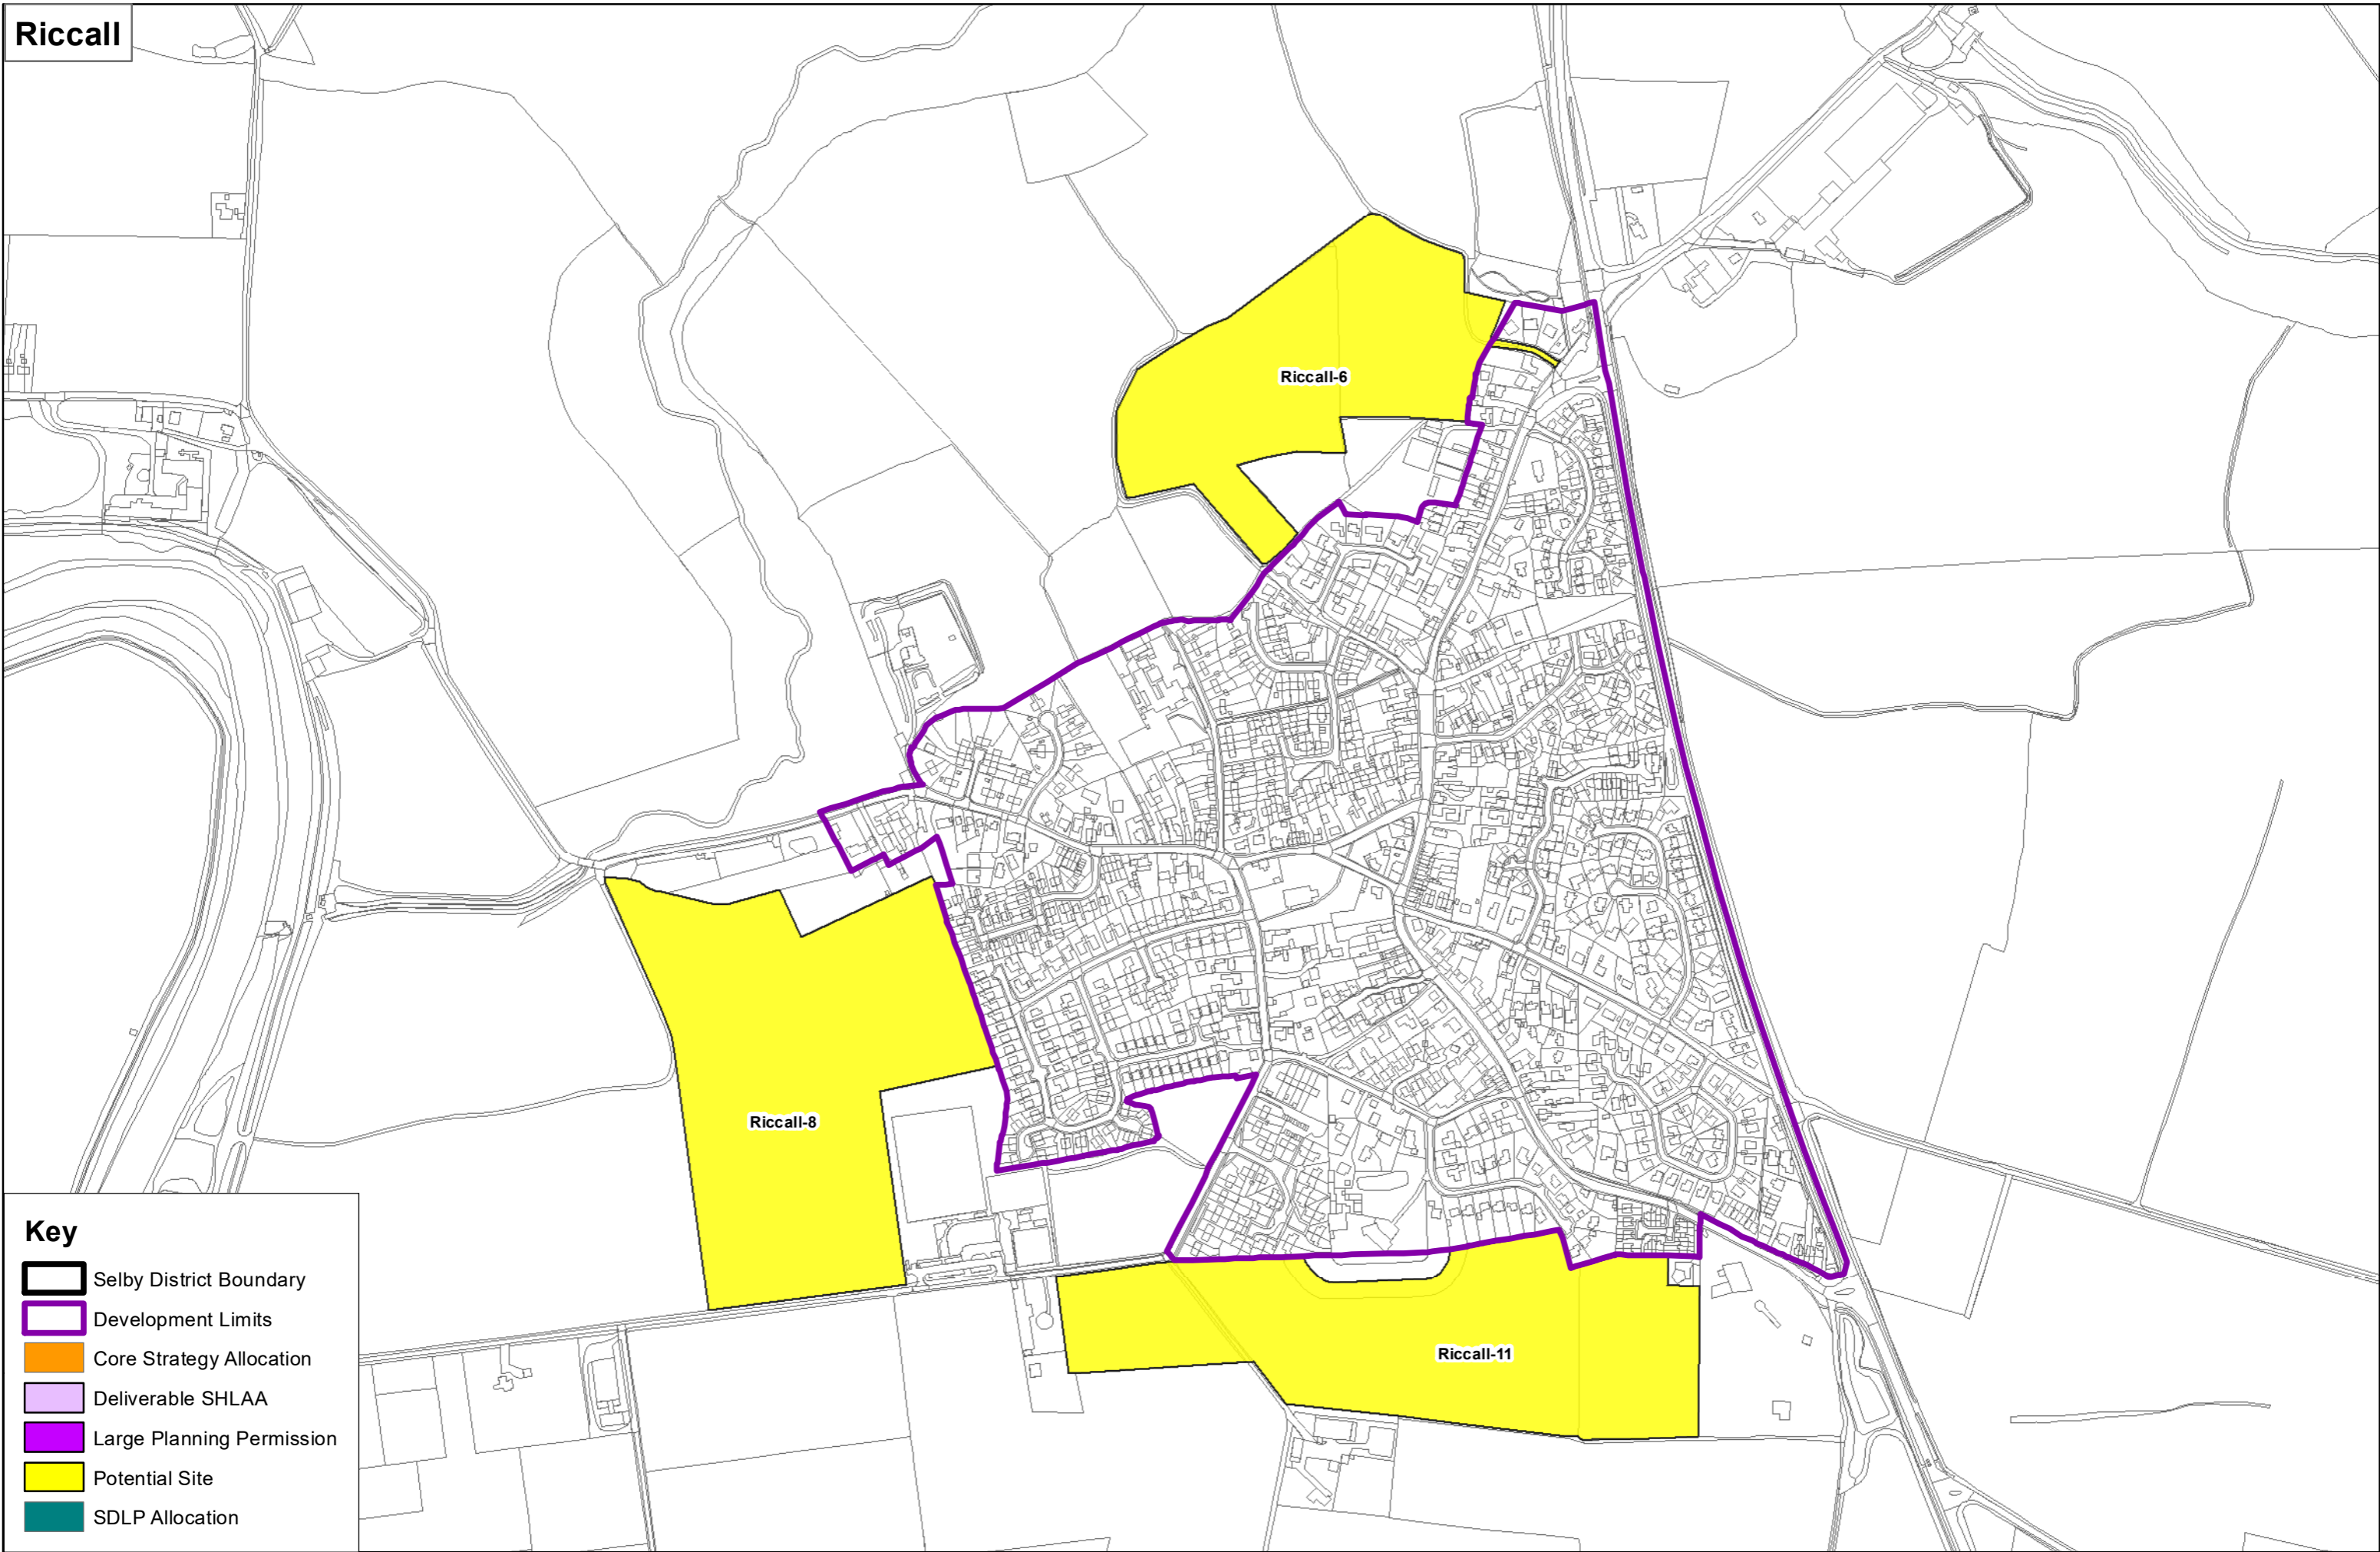 Riccall
Riccall-6
Riccall-8
Riccall-11
Key
Selby District Boundary
Development Limits
Core Strategy Allocation
Deliverable SHLAA
Large Planning Permission
Potential Site
SDLP Allocation